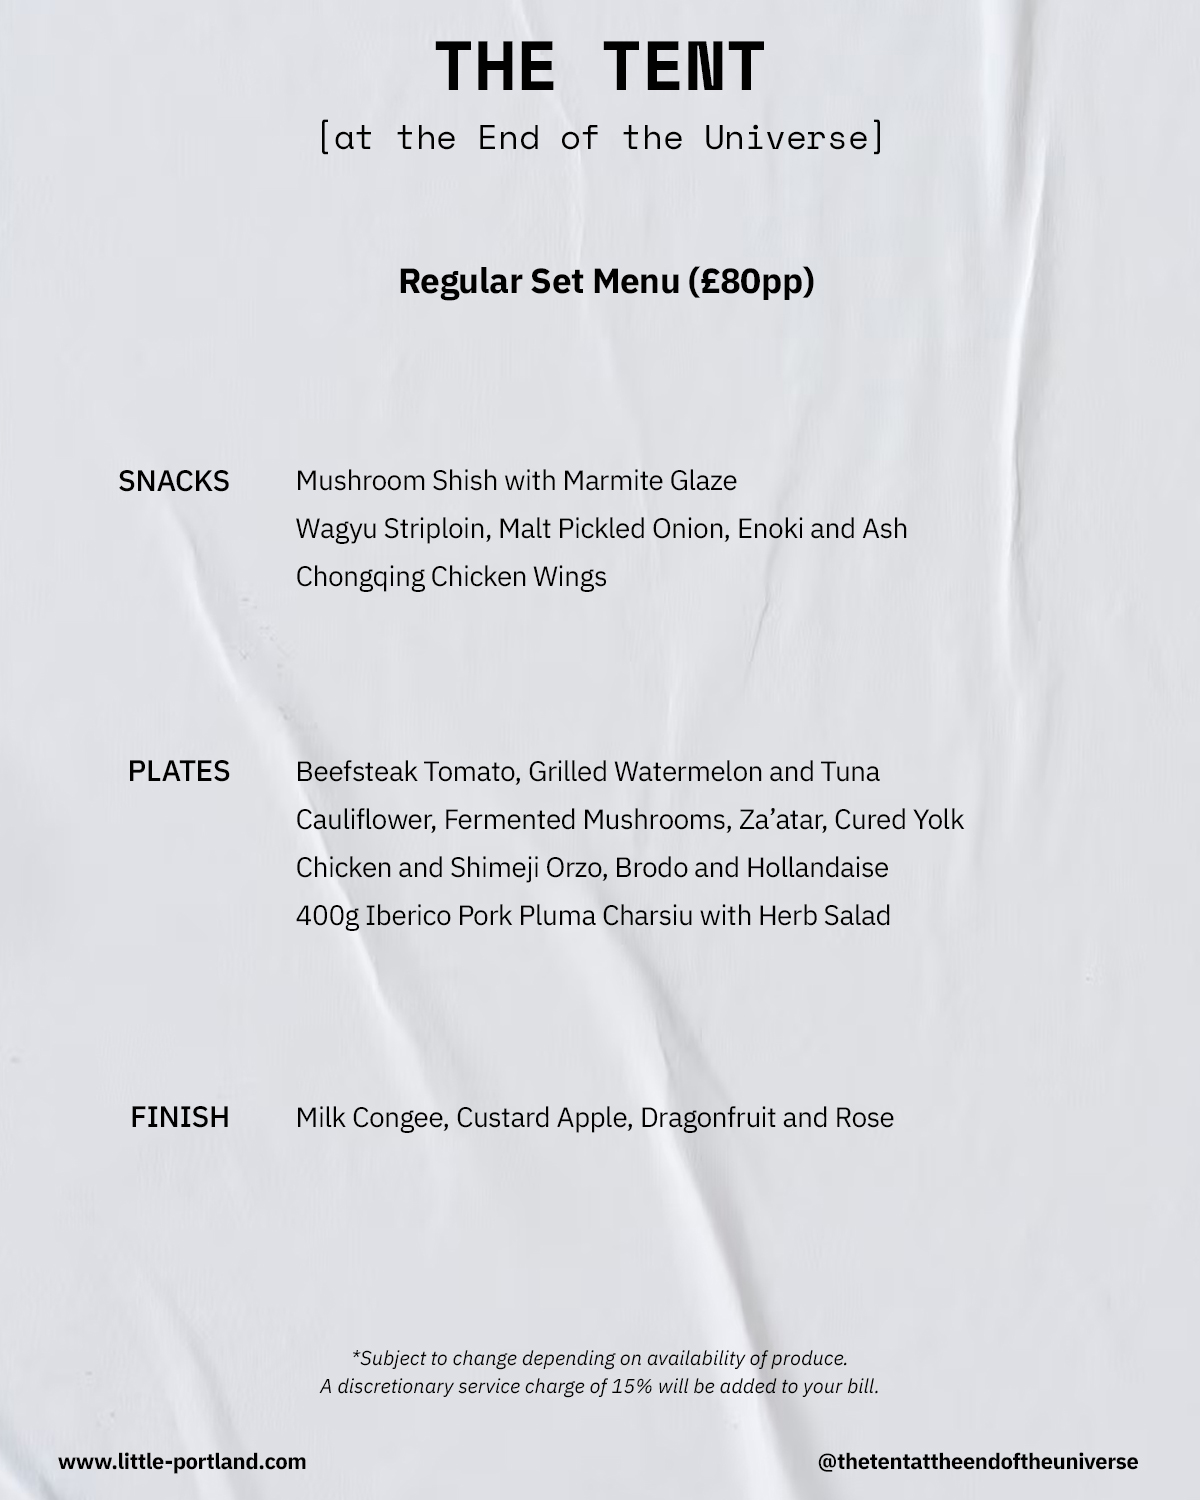 THE TENT
[at the End of the Universe]
Regular Set Menu (£80pp)
SNACKS
Mushroom Shish with Marmite Glaze
Wagyu Striploin, Malt Pickled Onion, Enoki and Ash
Chongqing Chicken Wings
PLATES
Beefsteak Tomato, Grilled Watermelon and Tuna
Cauliflower, Fermented Mushrooms, Za’atar, Cured Yolk
Chicken and Shimeji Orzo, Brodo and Hollandaise
400g Iberico Pork Pluma Charsiu with Herb Salad
FINISH
Milk Congee, Custard Apple, Dragonfruit and Rose
*Subject to change depending on availability of produce.
A discretionary service charge of 15% will be added to your bill.
www.little-portland.com
@thetentattheendoftheuniverse